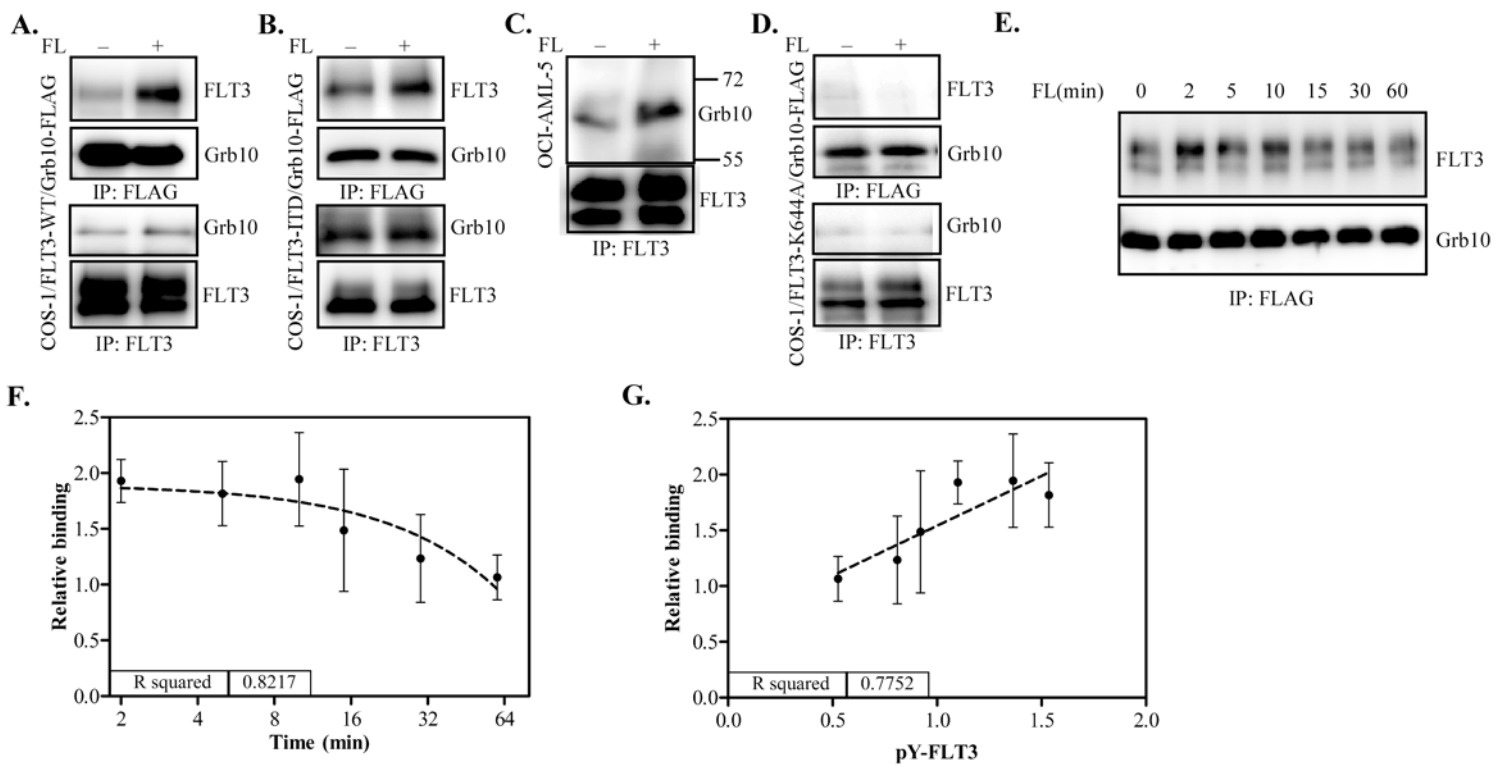 A.
FL – +
COS-1/FLT3-WT/Grb10-FLAG
FLT3
Grb10
IP: FLAG
Grb10
FLT3
IP: FLT3
B.
FL – +
COS-1/FLT3-ITD/Grb10-FLAG
FLT3
Grb10
IP: FLAG
Grb10
FLT3
IP: FLT3
C.
FL – +
OCI-AML-5
72
Grb10
55
FLT3
IP: FLT3
D.
FL – +
COS-1/FLT3-K644A/Grb10-FLAG
FLT3
Grb10
IP: FLAG
Grb10
FLT3
IP: FLT3
E.
FL(min) 0 2 5 10 15 30 60
FLT3
Grb10
IP: FLAG
F.
Relative binding
2.5
2.0
1.5
1.0
0.5
0.0
R squared 0.8217
2 4 8 16 32 64
Time (min)
G.
Relative binding
2.5
2.0
1.5
1.0
0.5
0.0
R squared 0.7752
0.0 0.5 1.0 1.5 2.0
pY-FLT3